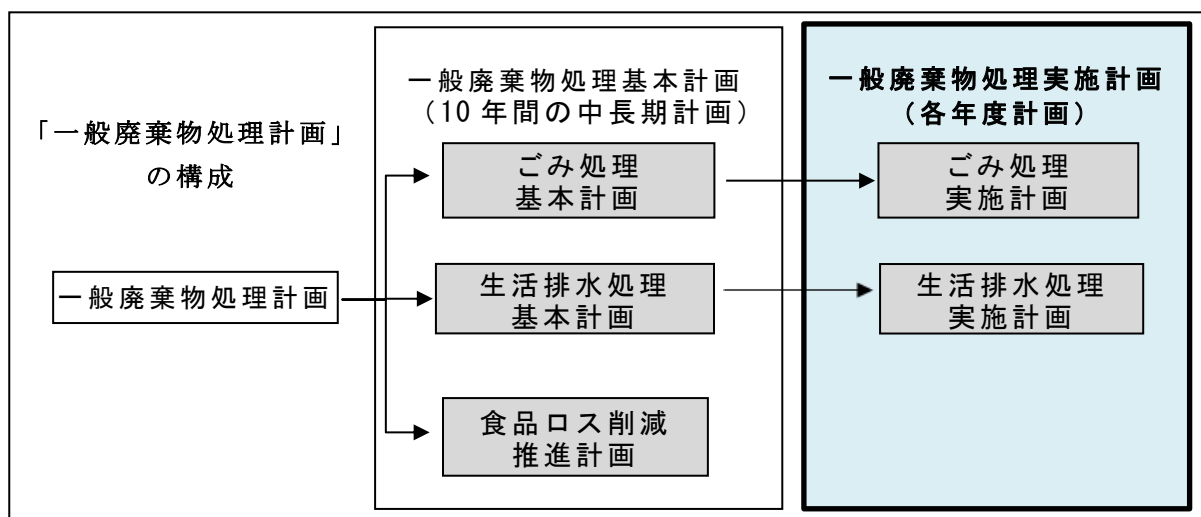 「一般廃棄物処理計画」
の構成
一般廃棄物処理計画
一般廃棄物処理基本計画
（10年間の中長期計画）
ごみ処理
基本計画
生活排水処理
基本計画
食品ロス削減
推進計画
一般廃棄物処理実施計画
（各年度計画）
ごみ処理
実施計画
生活排水処理
実施計画